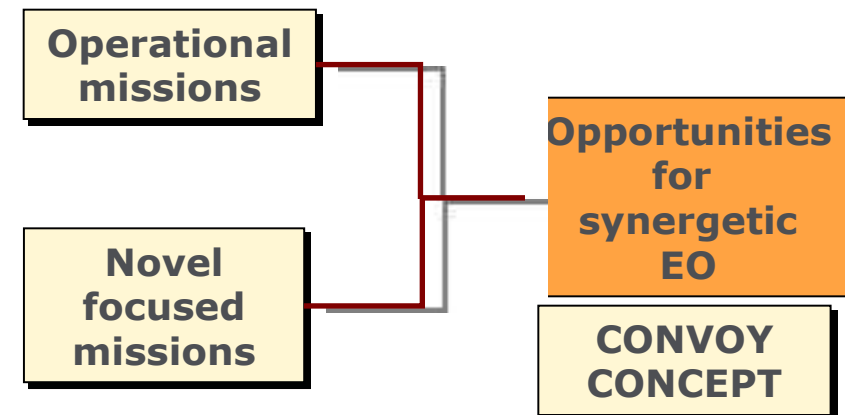 Operational
missions
Opportunities
for
synergetic
EO
Novel
focused
missions
CONVOY
CONCEPT